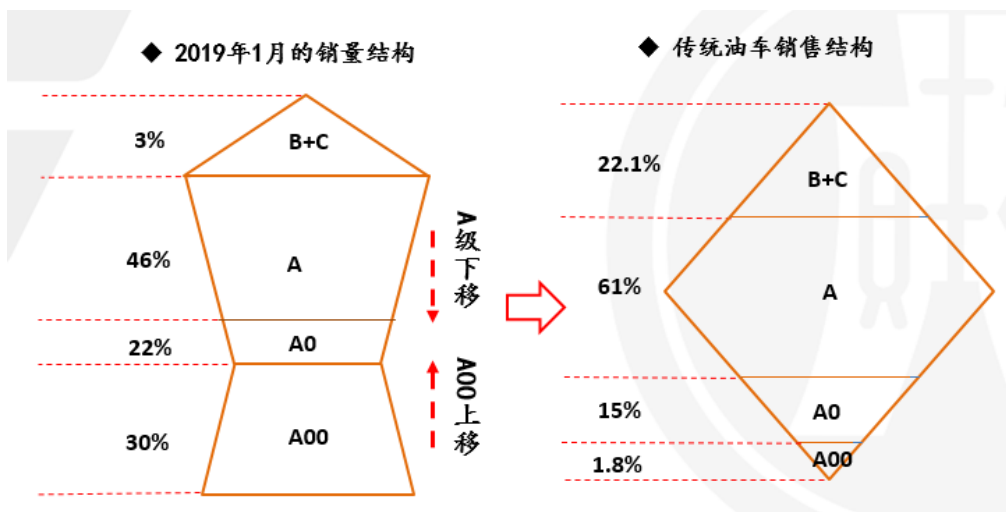 ◆ 2019年1月的销量结构
3%
B+C
46%
A
22%
A0
30%
A00
A级下移
A00上移
◆ 传统油车销售结构
22.1%
B+C
61%
A
15%
A0
1.8%
A00